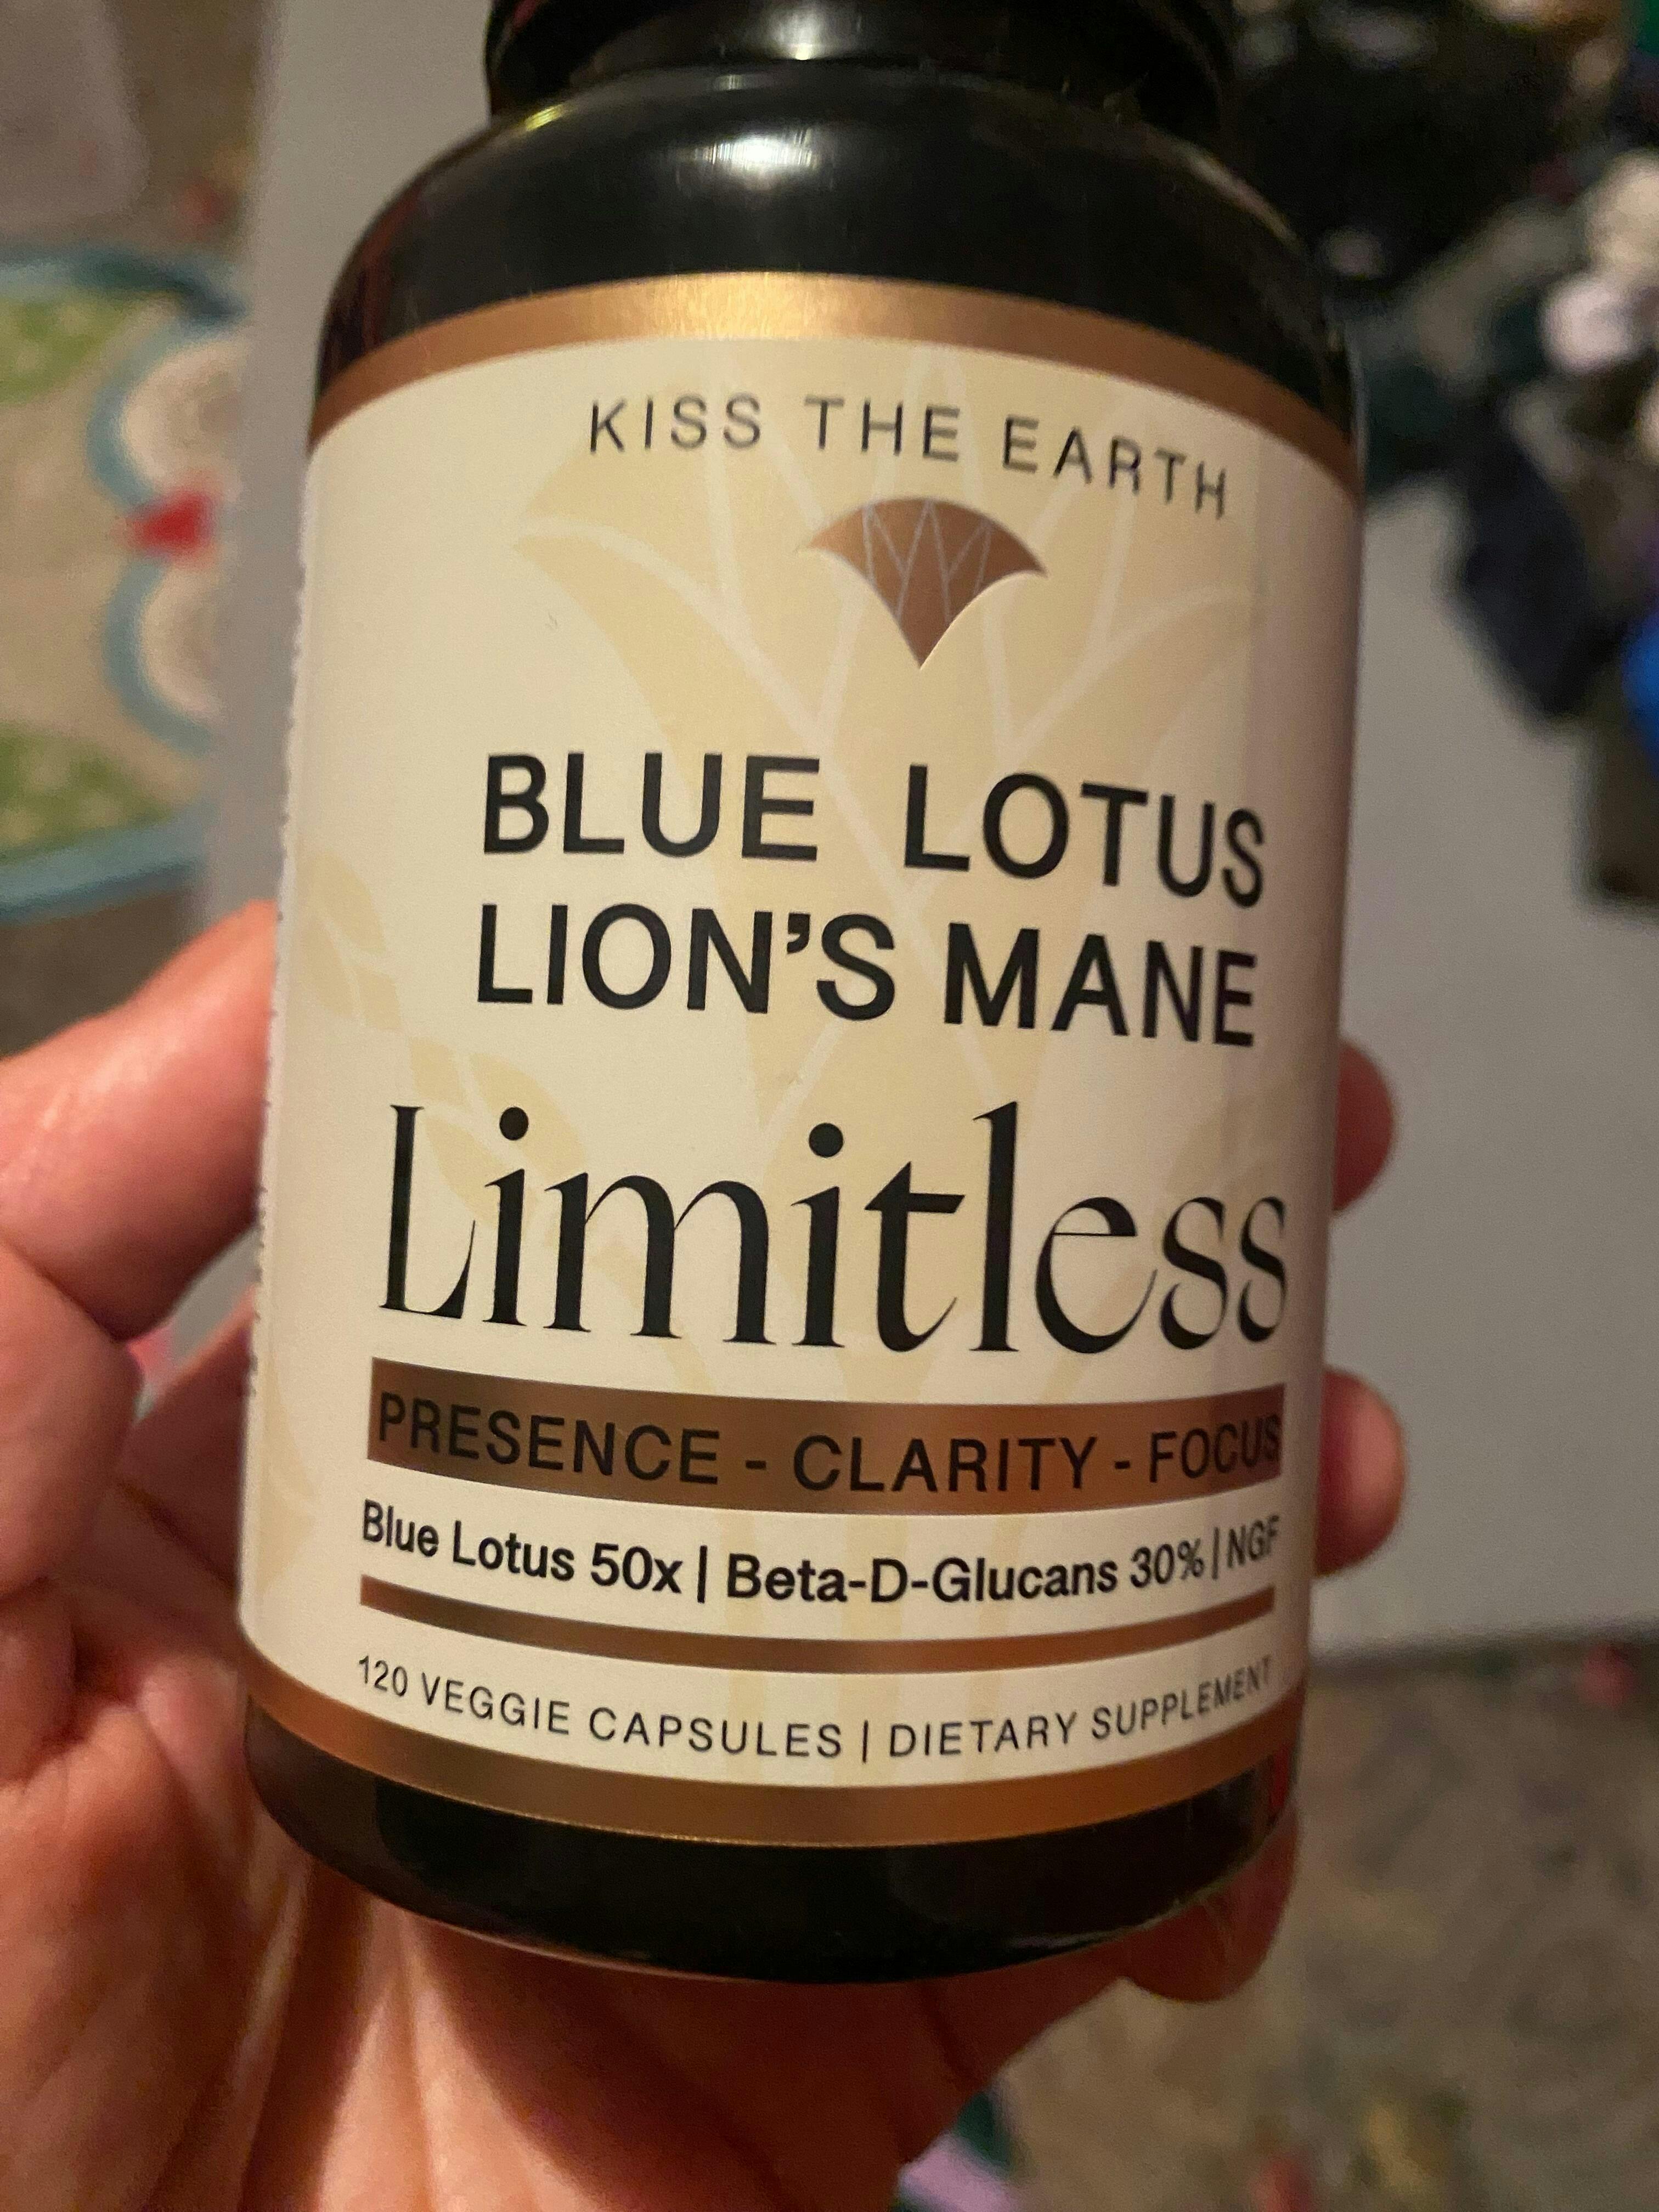 KISS THE EARTH
BLUE LOTUS
LION'S MANE
Limitless
PRESENCE - CLARITY - FOCUS
Blue Lotus 50x | Beta-D-Glucans 30% | NGF
120 VEGGIE CAPSULES | DIETARY SUPPLEMENT